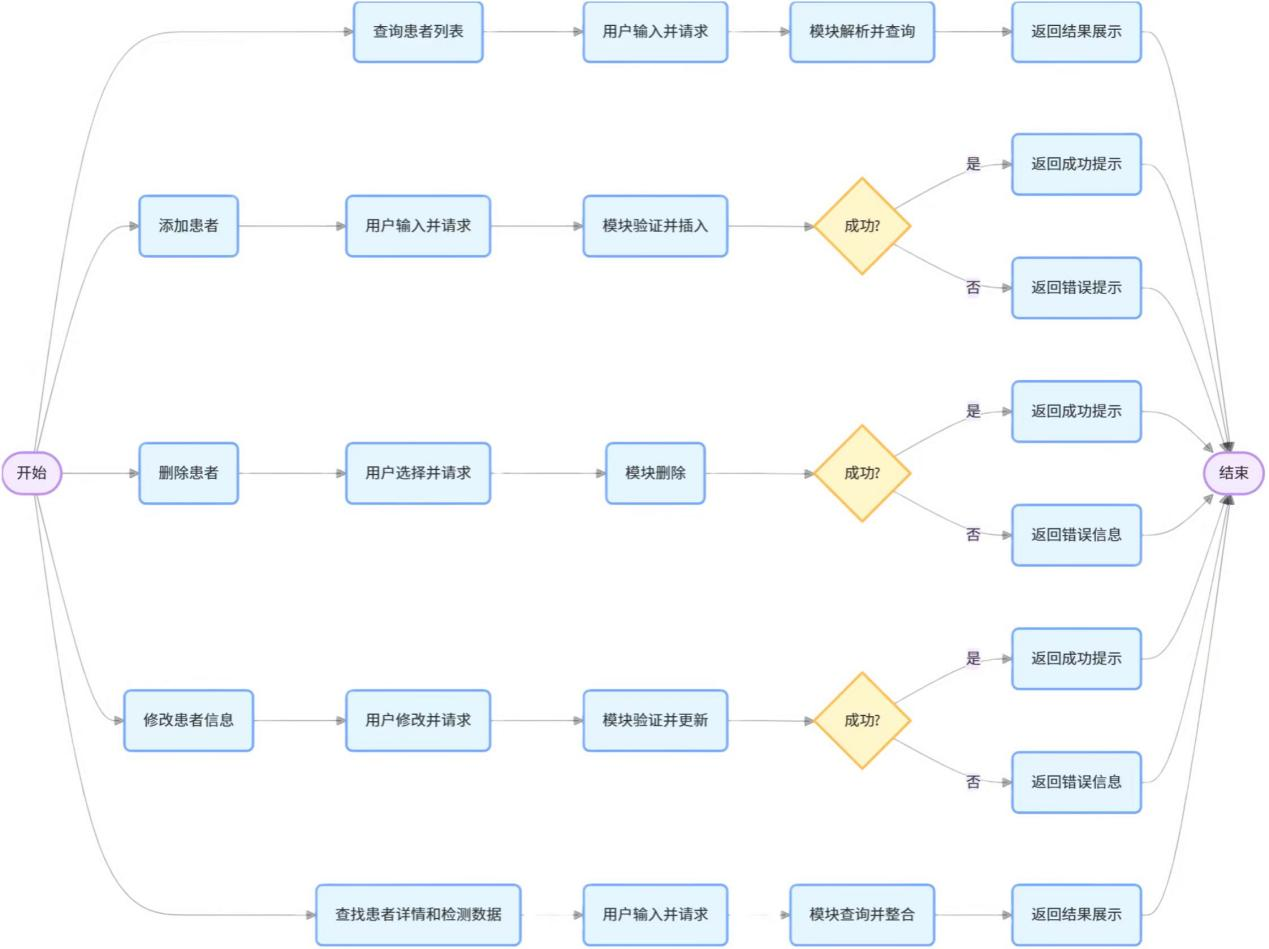 查询患者列表
用户输入并请求
模块解析并查询
返回结果展示
添加患者
用户输入并请求
模块验证并插入
成功?
是
返回成功提示
否
返回错误提示
开始
删除患者
用户选择并请求
模块删除
成功?
是
返回成功提示
否
返回错误信息
结束
修改患者信息
用户修改并请求
模块验证并更新
成功?
是
返回成功提示
否
返回错误信息
查找患者详情和检测数据
用户输入并请求
模块查询并整合
返回结果展示